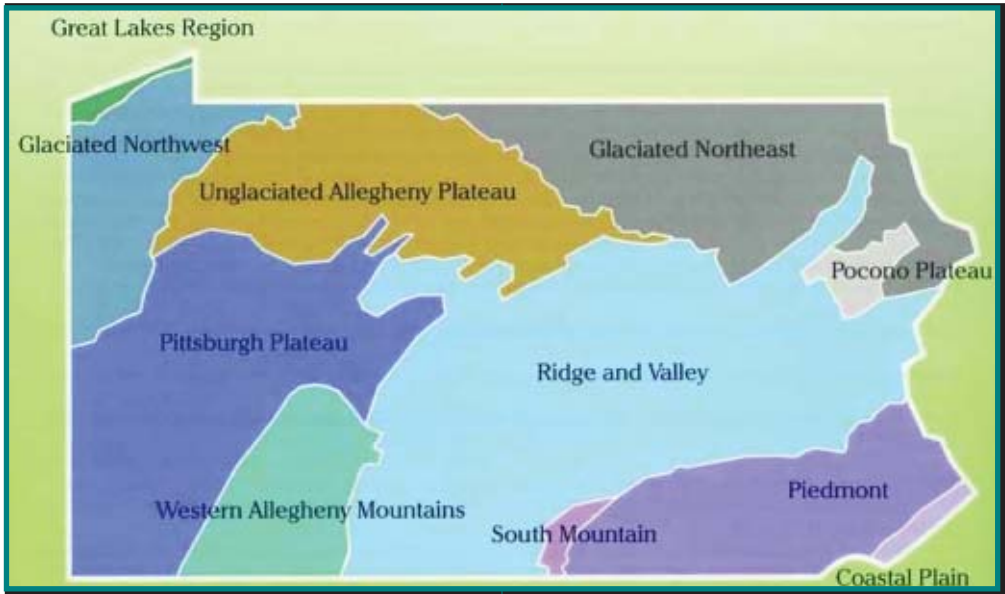 Great Lakes Region
Glaciated Northwest
Glaciated Northeast
Unglaciated Allegheny Plateau
Pocono Plateau
Pittsburgh Plateau
Ridge and Valley
Piedmont
Western Allegheny Mountains
South Mountain
Coastal Plain